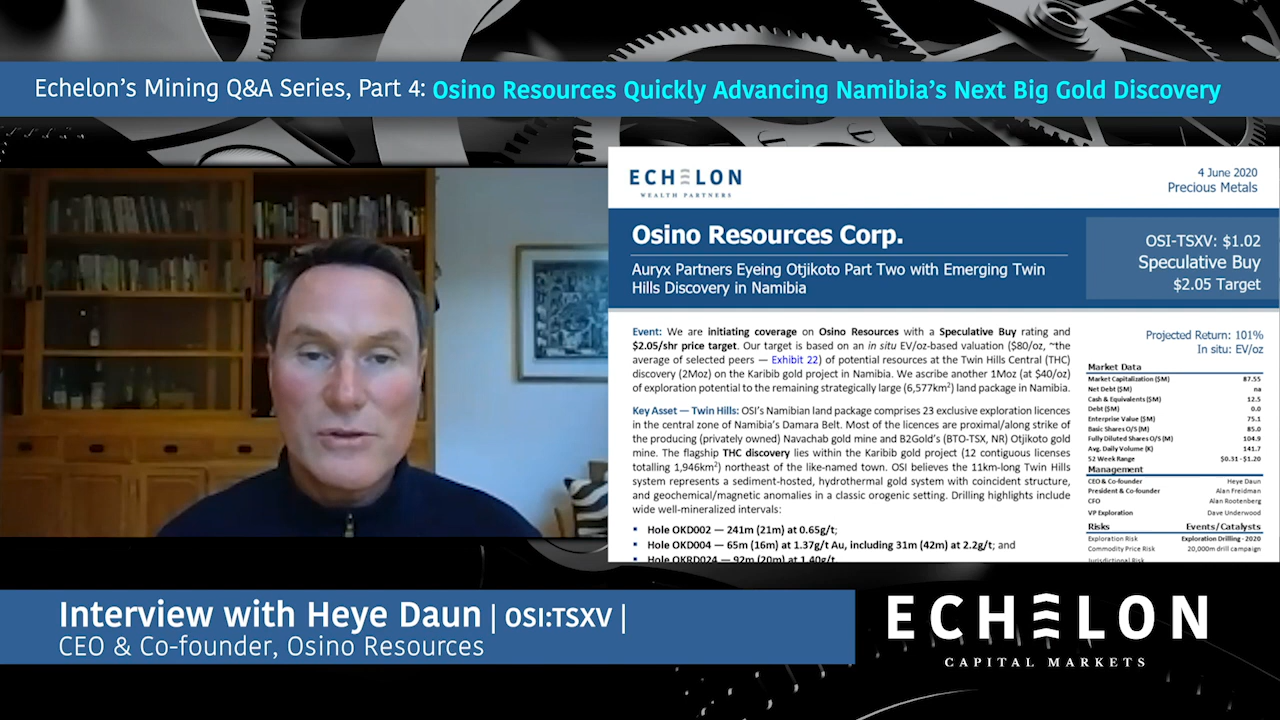 Echelon's Mining Q&A Series, Part 4: Osino Resources Quickly Advancing Namibia's Next Big Gold Discovery
ECHELON
WEALTH PARTNERS
4 June 2020
Precious Metals
Osino Resources Corp.
Auryx Partners Eyeing Otjikoto Part Two with Emerging Twin
Hills Discovery in Namibia
OSI-TSXV: $1.02
Speculative Buy
$2.05 Target
Event: We are initiating coverage on Osino Resources with a Speculative Buy rating and
$2.05/shr price target. Our target is based on an in situ EV/oz-based valuation ($80/oz, ~the
average of selected peers — Exhibit 22) of potential resources at the Twin Hills Central (THC)
discovery (2Moz) on the Karibib gold project in Namibia. We ascribe another 1Moz (at $40/oz)
of exploration potential to the remaining strategically large (6,577km²) land package in Namibia.
Key Asset — Twin Hills: OSI's Namibian land package comprises 23 exclusive exploration licences
in the central zone of Namibia's Damara Belt. Most of the licences are proximal/along strike of
the producing (privately owned) Navachab gold mine and B2Gold's (BTO-TSX, NR) Otjikoto gold
mine. The flagship THC discovery lies within the Karibib gold project (12 contiguous licenses
totalling 1,946km²) northeast of the like-named town. OSI believes the 11km-long Twin Hills
system represents a sediment-hosted, hydrothermal gold system with coincident structure,
and geochemical/magnetic anomalies in a classic orogenic setting. Drilling highlights include
wide well-mineralized intervals:
▪ Hole OKD002 — 241m (21m) at 0.65g/t;
▪ Hole OKD004 — 65m (16m) at 1.37g/t Au, including 31m (42m) at 2.2g/t; and
▪ Hole OKRD024 — 92m (20m) at 1.40g/t
Projected Return: 101%
In situ: EV/oz
Market Data
Market Capitalization ($M) 87.55
Net Debt ($M) na
Cash & Equivalents ($M) 12.5
Debt ($M) 0.0
Enterprise Value ($M) 75.1
Basic Shares O/S (M) 85.0
Fully Diluted Shares O/S (M) 104.9
Avg. Daily Volume (K) 141.7
52 Week Range $0.31 - $1.20
Management
CEO & Co-founder Heye Daun
President & Co-founder Alan Freidman
CFO Alan Rootenberg
VP Exploration Dave Underwood
Risks Events/Catalysts
Exploration Risk Exploration Drilling - 2020
Commodity Price Risk 20,000m drill campaign
Jurisdictional Risk
Interview with Heye Daun | OSI:TSXV |
CEO & Co-founder, Osino Resources
ECHELON
CAPITAL MARKETS